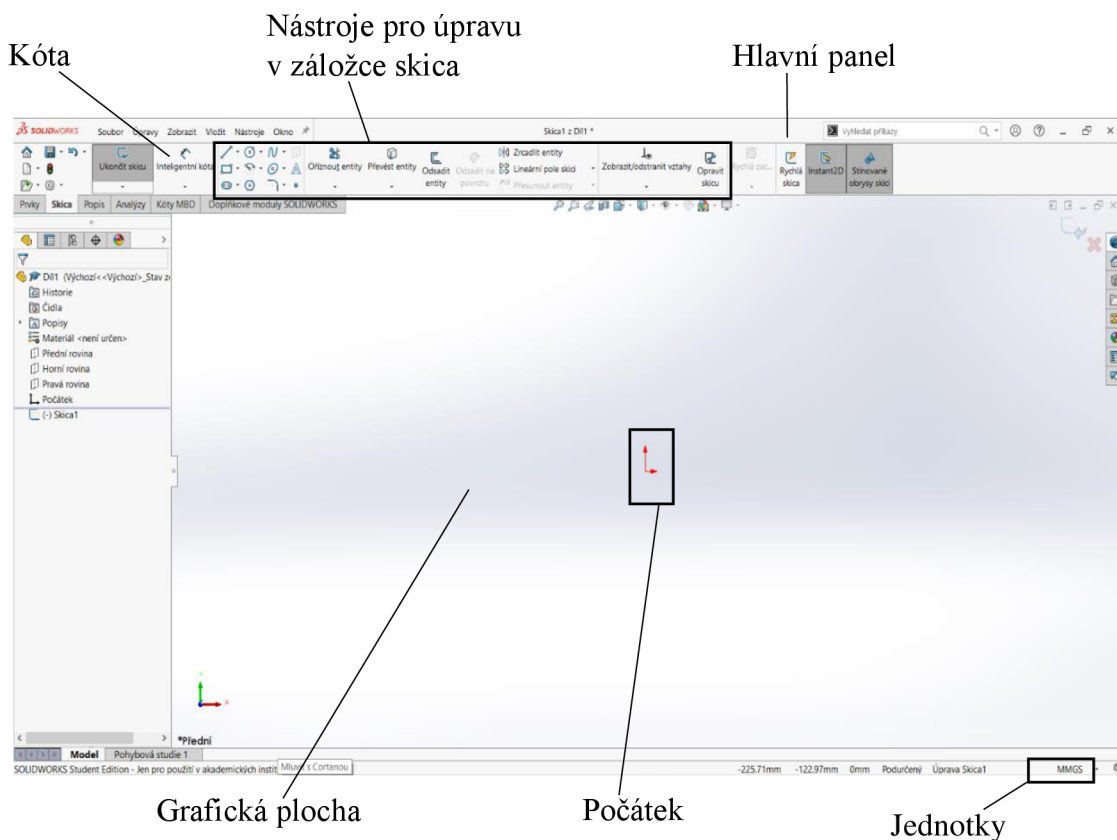 Nástroje pro úpravu
v záložce skica
Kóta
Hlavní panel
SOLIDWORKS Soubor Úpravy Zobrazit Vložit Nástroje Okno
Skica1 z Díl1 *
Vyhledat příkazy
Ukončit skicu
Inteligentní kóta
Oříznout entity
Převést entity
Odsadit
entity
Odsadit na
povrchu
Zrcadlit entity
Lineární pole skici
Přesunout entity
Zobrazit/odstranit vztahy
Opravit
skicu
Rychlá zac...
Rychlá
skica
Instant2D
Stínované
obrysy skici
Prvky Skica Popis Analýzy Kóty MBD Doplňkové moduly SOLIDWORKS
Díl1 (Výchozí<<Výchozí>_Stav
Historie
Čidla
Popisy
Materiál <není určen>
Přední rovina
Horní rovina
Pravá rovina
Počátek
(-) Skica1
Y
X
*Přední
Model Pohybová studie 1
SOLIDWORKS Student Edition - Jen pro použití v akademických instit
Mluvit s Cortanou
-225.71mm -122.97mm 0mm Podurčený Úprava Skica1 MMGS
Grafická plocha
Počátek
Jednotky